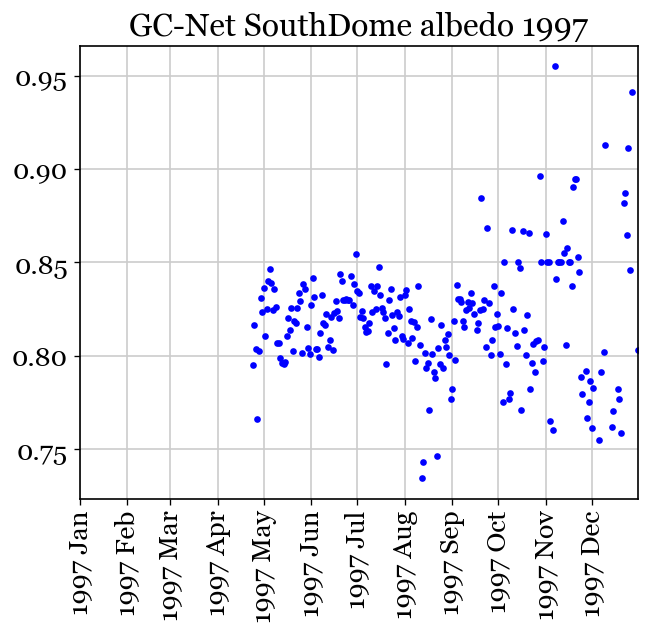 GC-Net SouthDome albedo 1997
0.95
0.90
0.85
0.80
0.75
1997 Jan
1997 Feb
1997 Mar
1997 Apr
1997 May
1997 Jun
1997 Jul
1997 Aug
1997 Sep
1997 Oct
1997 Nov
1997 Dec